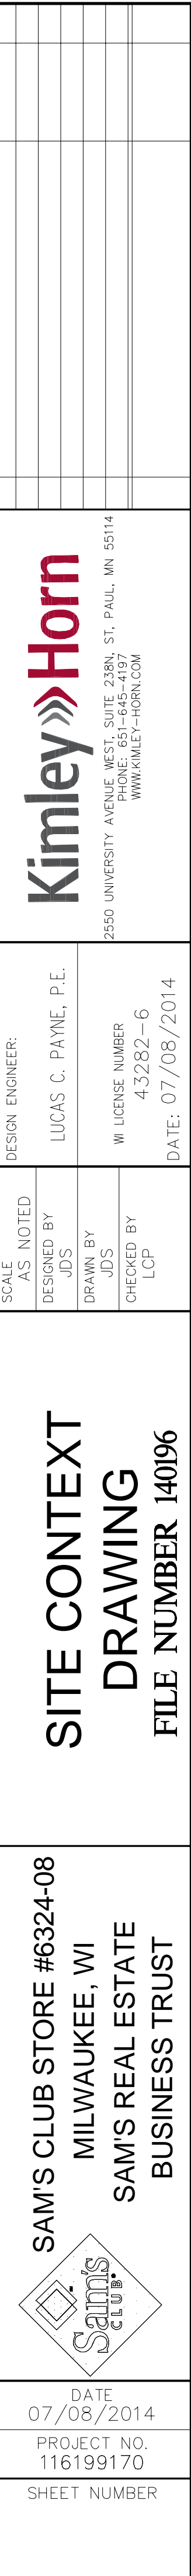 Kimley»Horn
2550 UNIVERSITY AVENUE WEST, SUITE 238N, ST. PAUL, MN 55114
PHONE: 651-645-4197
WWW.KIMLEY-HORN.COM
DESIGN ENGINEER:
LUCAS C. PAYNE, P.E.
WI LICENSE NUMBER
43282-6
DATE: 07/08/2014
SCALE
AS NOTED
DESIGNED BY
JDS
DRAWN BY
JDS
CHECKED BY
LCP
SITE CONTEXT
DRAWING
FILE NUMBER 140196
SAM'S CLUB STORE #6324-08
MILWAUKEE, WI
SAM'S REAL ESTATE
BUSINESS TRUST
Sam's
CLUB®
DATE
07/08/2014
PROJECT NO.
116199170
SHEET NUMBER